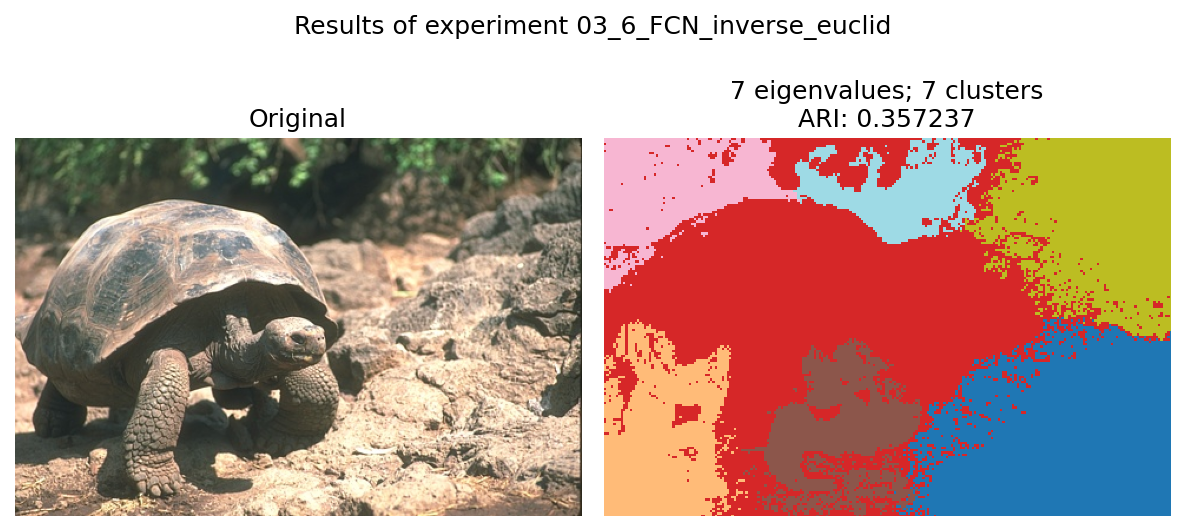 Results of experiment 03_6_FCN_inverse_euclid
Original
7 eigenvalues; 7 clusters
ARI: 0.357237